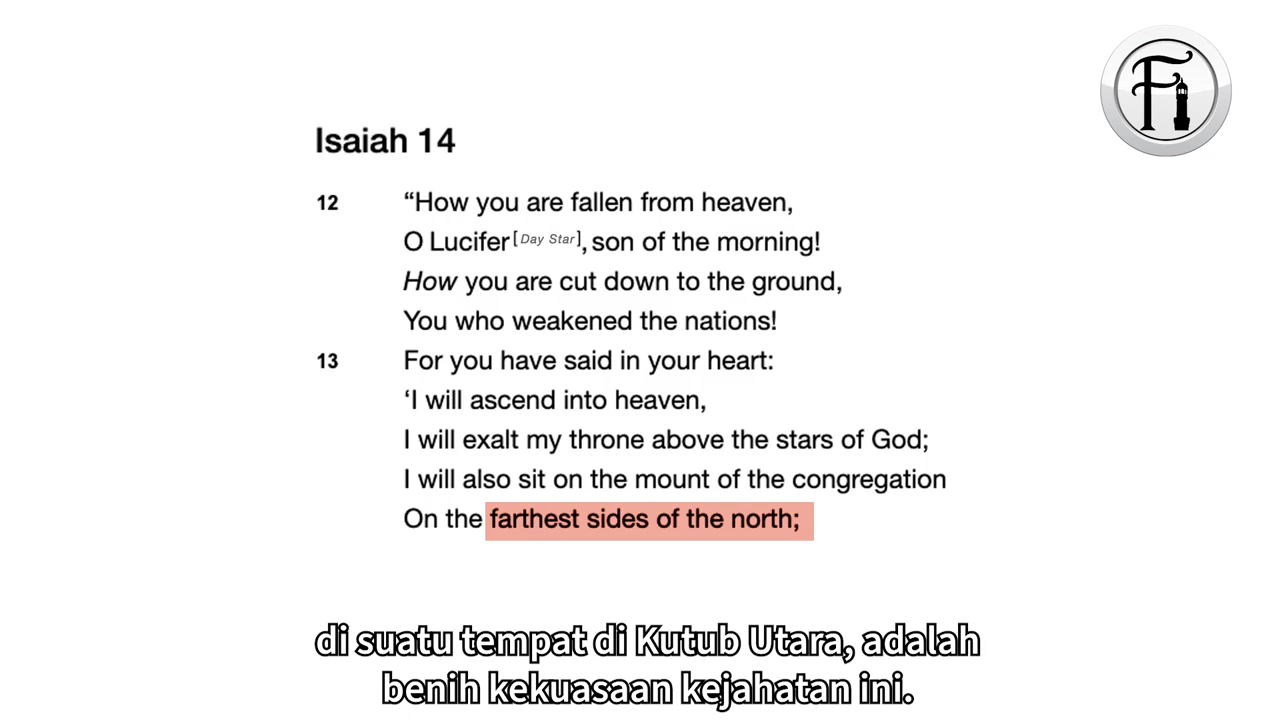 Fi
Isaiah 14
12 “How you are fallen from heaven,
O Lucifer[Day Star], son of the morning!
How you are cut down to the ground,
You who weakened the nations!
13 For you have said in your heart:
‘I will ascend into heaven,
I will exalt my throne above the stars of God;
I will also sit on the mount of the congregation
On the farthest sides of the north;
di suatu tempat di Kutub Utara, adalah
benih kekuasaan kejahatan ini.